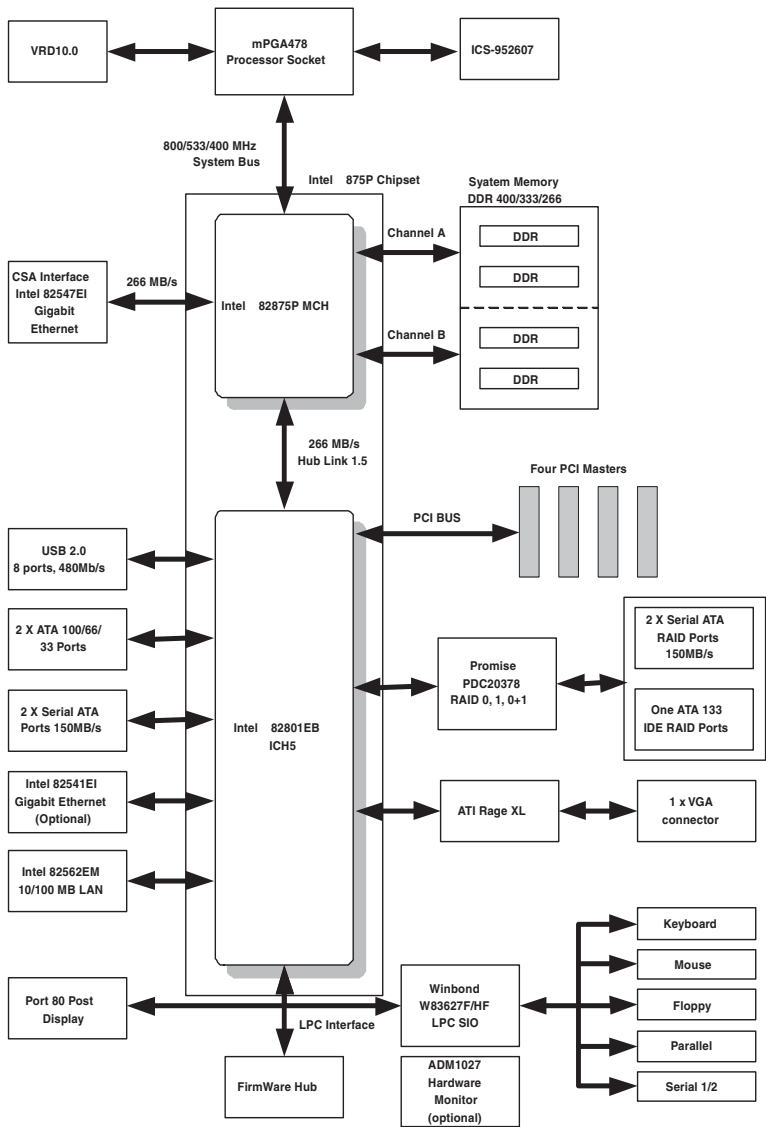 VRD10.0
mPGA478
Processor Socket
ICS-952607
800/533/400 MHz
System Bus
Intel 875P Chipset
Syatem Memory
DDR 400/333/266
Channel A
DDR
DDR
CSA Interface
Intel 82547EI
Gigabit
Ethernet
266 MB/s
Intel 82875P MCH
Channel B
DDR
DDR
266 MB/s
Hub Link 1.5
Four PCI Masters
PCI BUS
USB 2.0
8 ports, 480Mb/s
2 X ATA 100/66/
33 Ports
2 X Serial ATA
Ports 150MB/s
Intel 82541EI
Gigabit Ethernet
(Optional)
Intel 82562EM
10/100 MB LAN
Intel 82801EB
ICH5
Promise
PDC20378
RAID 0, 1, 0+1
2 X Serial ATA
RAID Ports
150MB/s
One ATA 133
IDE RAID Ports
ATI Rage XL
1 x VGA
connector
Port 80 Post
Display
LPC Interface
FirmWare Hub
Winbond
W83627F/HF
LPC SIO
ADM1027
Hardware
Monitor
(optional)
Keyboard
Mouse
Floppy
Parallel
Serial 1/2